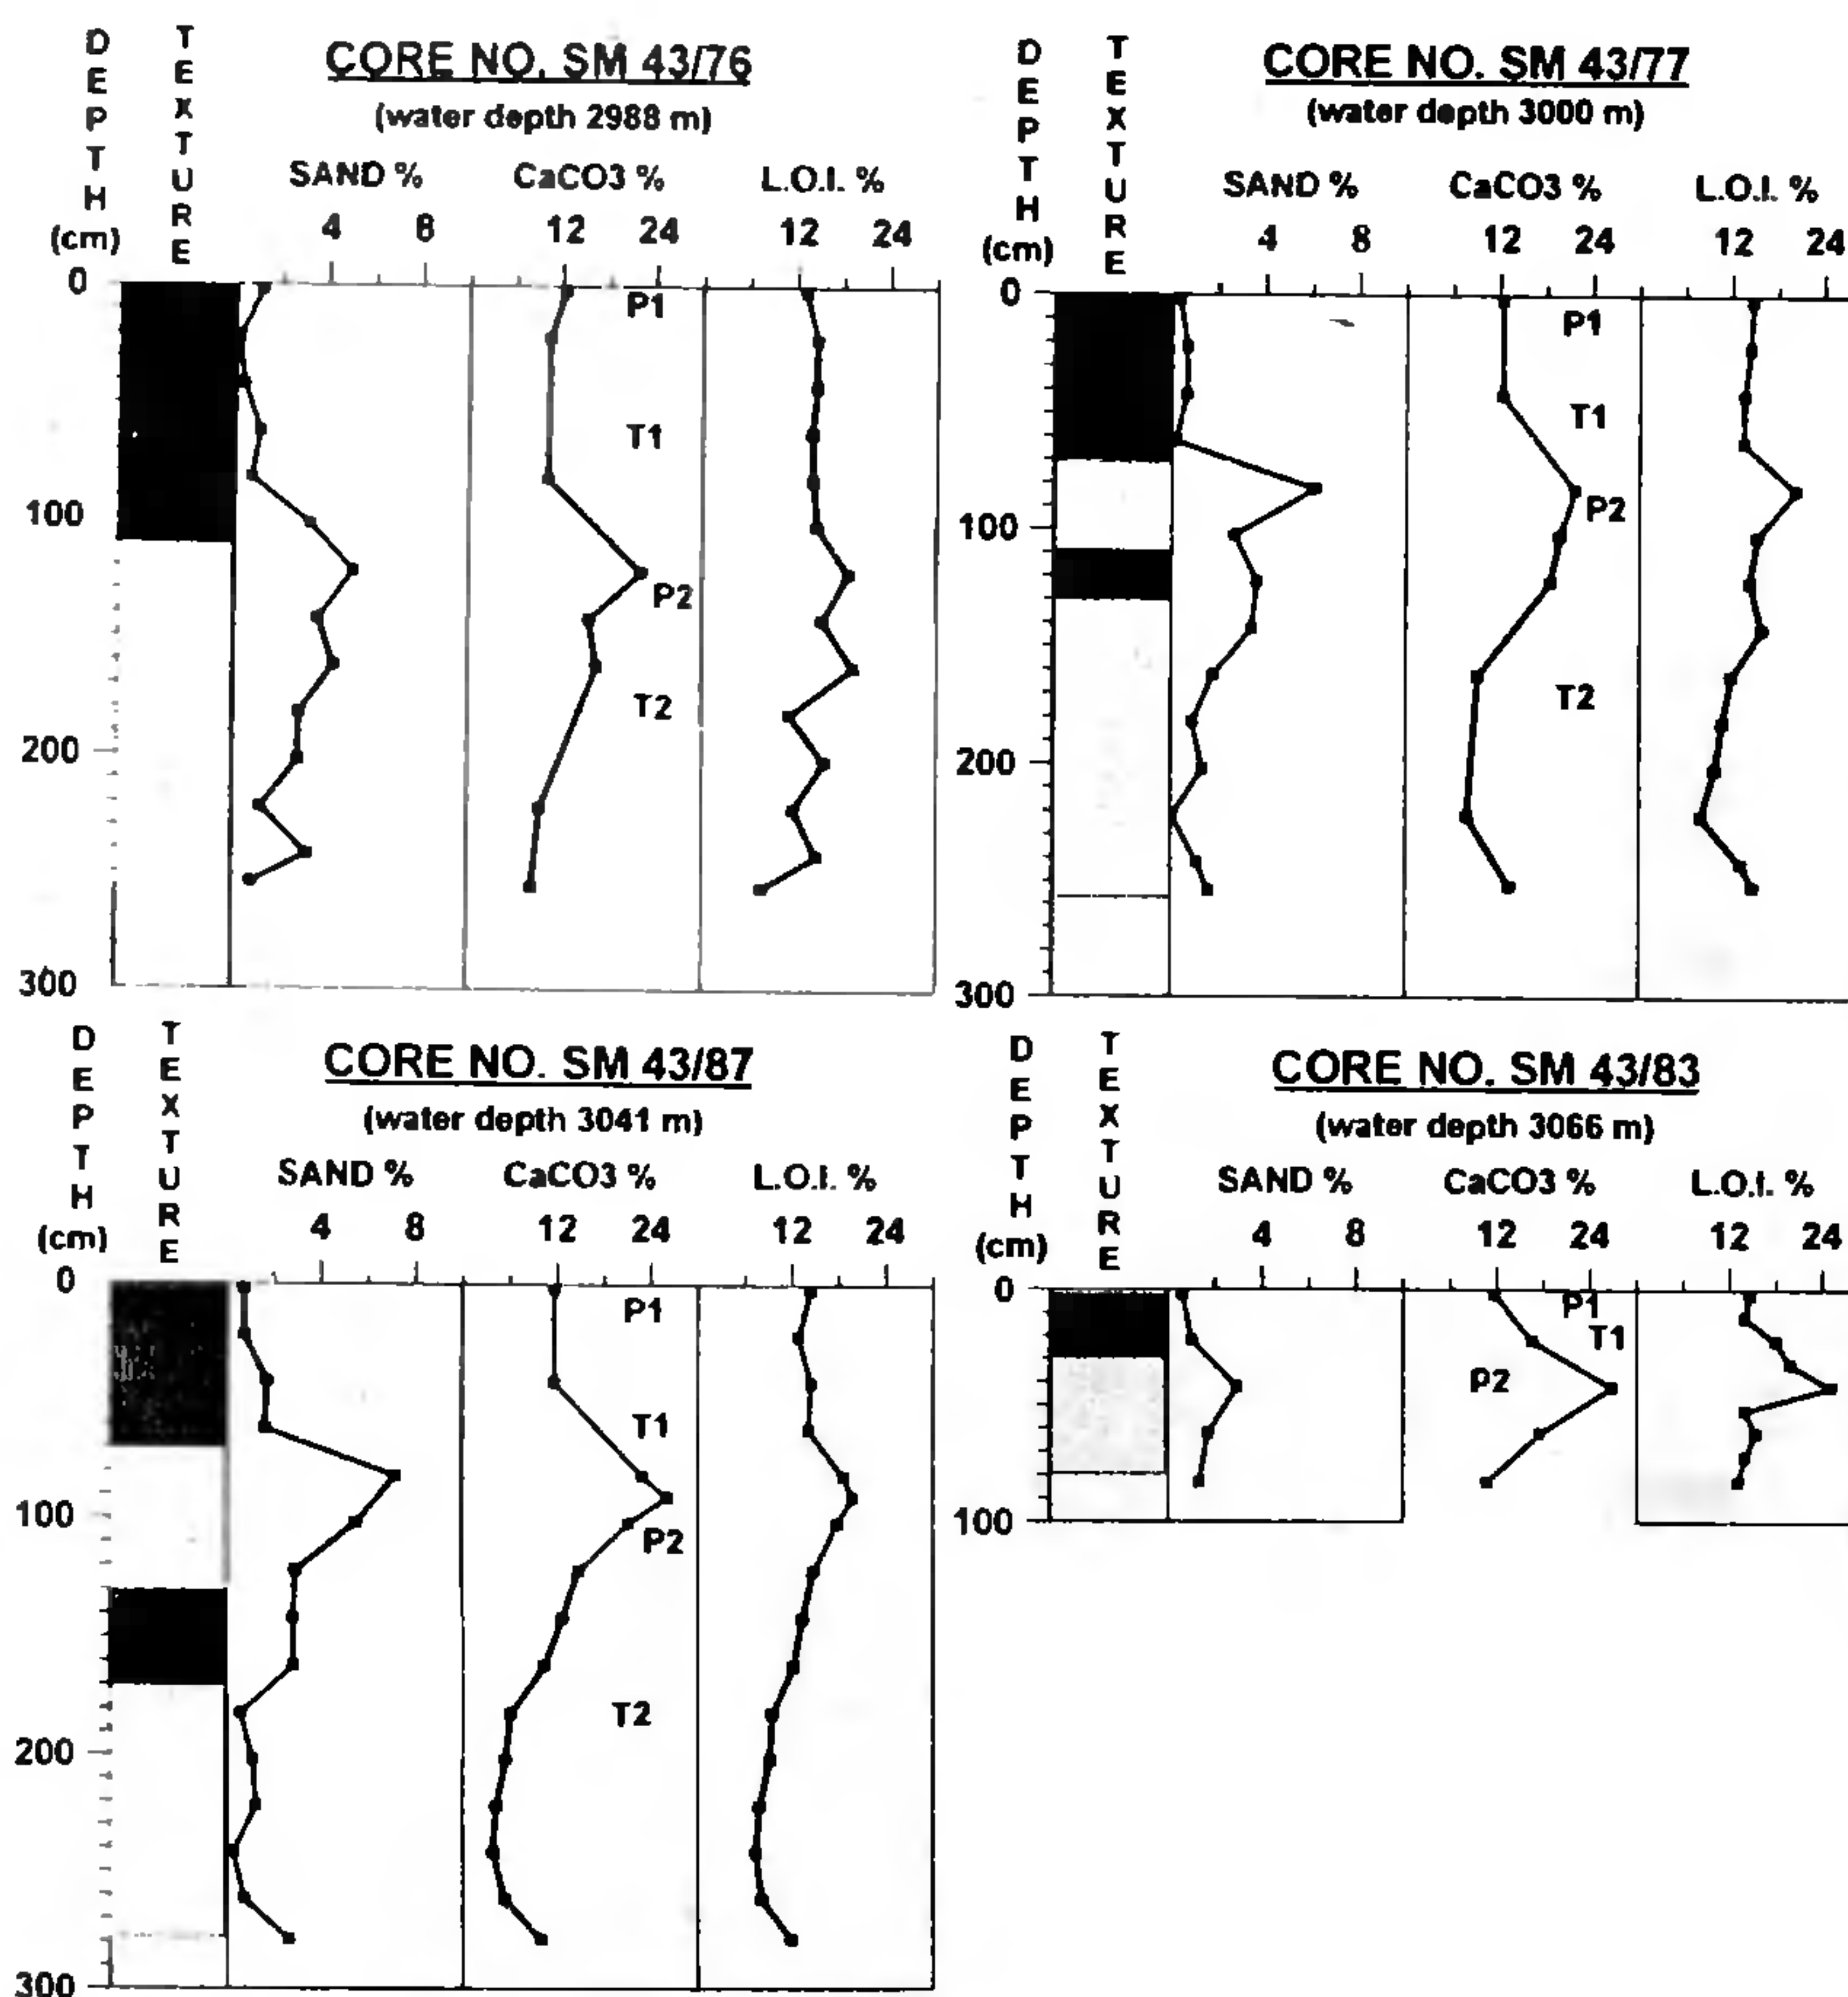 DEPTH (cm)
TEXTURE
CORE NO. SM 43/76
(water depth 2988 m)
SAND % CaCO3 % L.O.I. %
4 8 12 24 12 24
0
P1
T1
100
P2
T2
200
300
DEPTH (cm)
TEXTURE
CORE NO. SM 43/77
(water depth 3000 m)
SAND % CaCO3 % L.O.I. %
4 8 12 24 12 24
0
P1
T1
P2
100
T2
200
300
DEPTH (cm)
TEXTURE
CORE NO. SM 43/87
(water depth 3041 m)
SAND % CaCO3 % L.O.I. %
4 8 12 24 12 24
0
P1
T1
100
P2
T2
200
300
DEPTH (cm)
TEXTURE
CORE NO. SM 43/83
(water depth 3066 m)
SAND % CaCO3 % L.O.I. %
4 8 12 24 12 24
0
P1
T1
P2
100